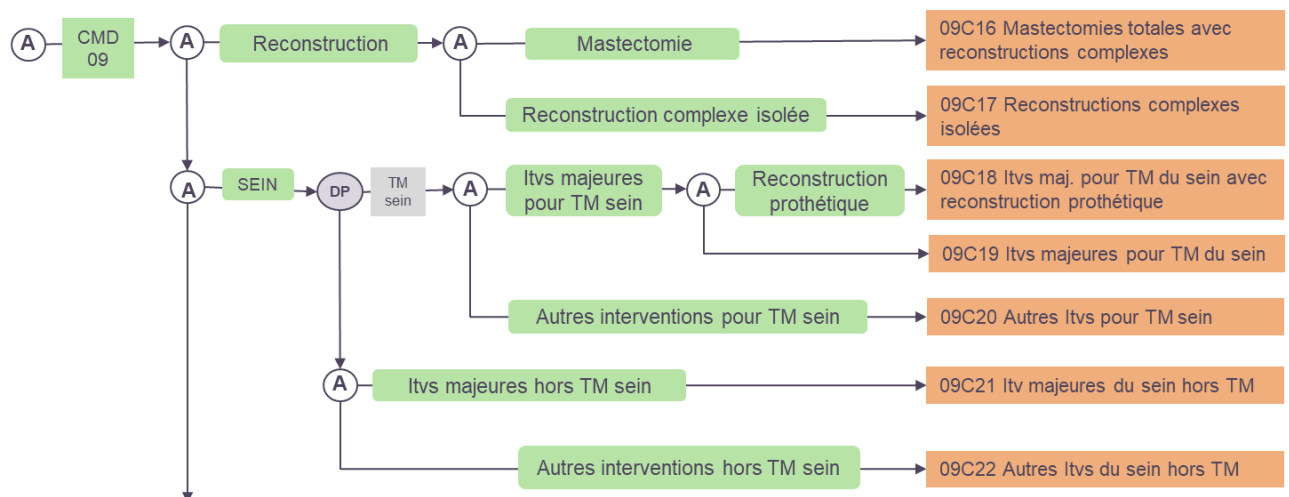 A
CMD
09
A
Reconstruction
A
Mastectomie
09C16 Mastectomies totales avec
reconstructions complexes
Reconstruction complexe isolée
09C17 Reconstructions complexes
isolées
A
SEIN
DP
TM
sein
A
Itvs majeures
pour TM sein
A
Reconstruction
prothétique
09C18 Itvs maj. pour TM du sein avec
reconstruction prothétique
09C19 Itvs majeures pour TM du sein
Autres interventions pour TM sein
09C20 Autres Itvs pour TM sein
A
Itvs majeures hors TM sein
09C21 Itv majeures du sein hors TM
Autres interventions hors TM sein
09C22 Autres Itvs du sein hors TM